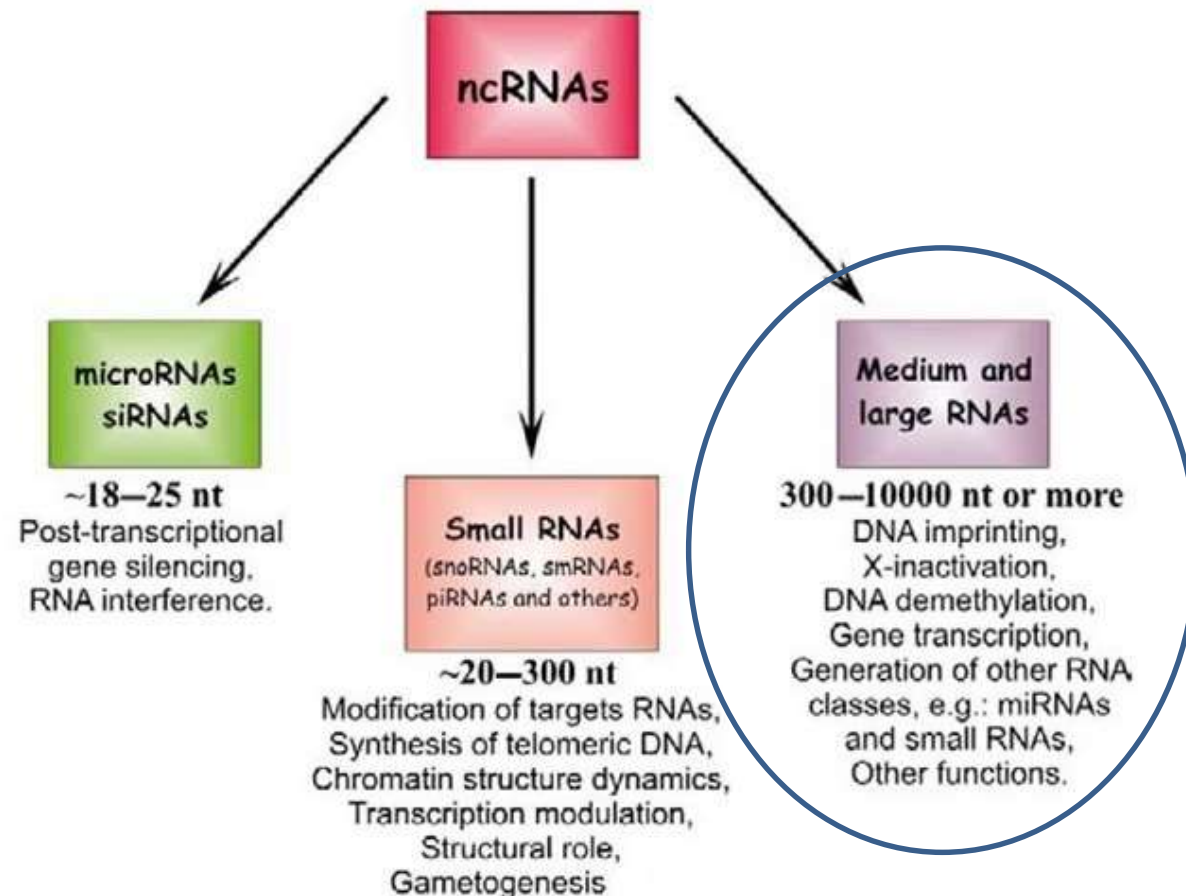 ncRNAs
microRNAs
siRNAs
~18–25 nt
Post-transcriptional
gene silencing,
RNA interference.
Small RNAs
(snoRNAs, smRNAs,
piRNAs and others)
~20–300 nt
Modification of targets RNAs,
Synthesis of telomeric DNA,
Chromatin structure dynamics,
Transcription modulation,
Structural role,
Gametogenesis
Medium and
large RNAs
300–10000 nt or more
DNA imprinting,
X-inactivation,
DNA demethylation,
Gene transcription,
Generation of other RNA
classes, e.g.: miRNAs
and small RNAs,
Other functions.